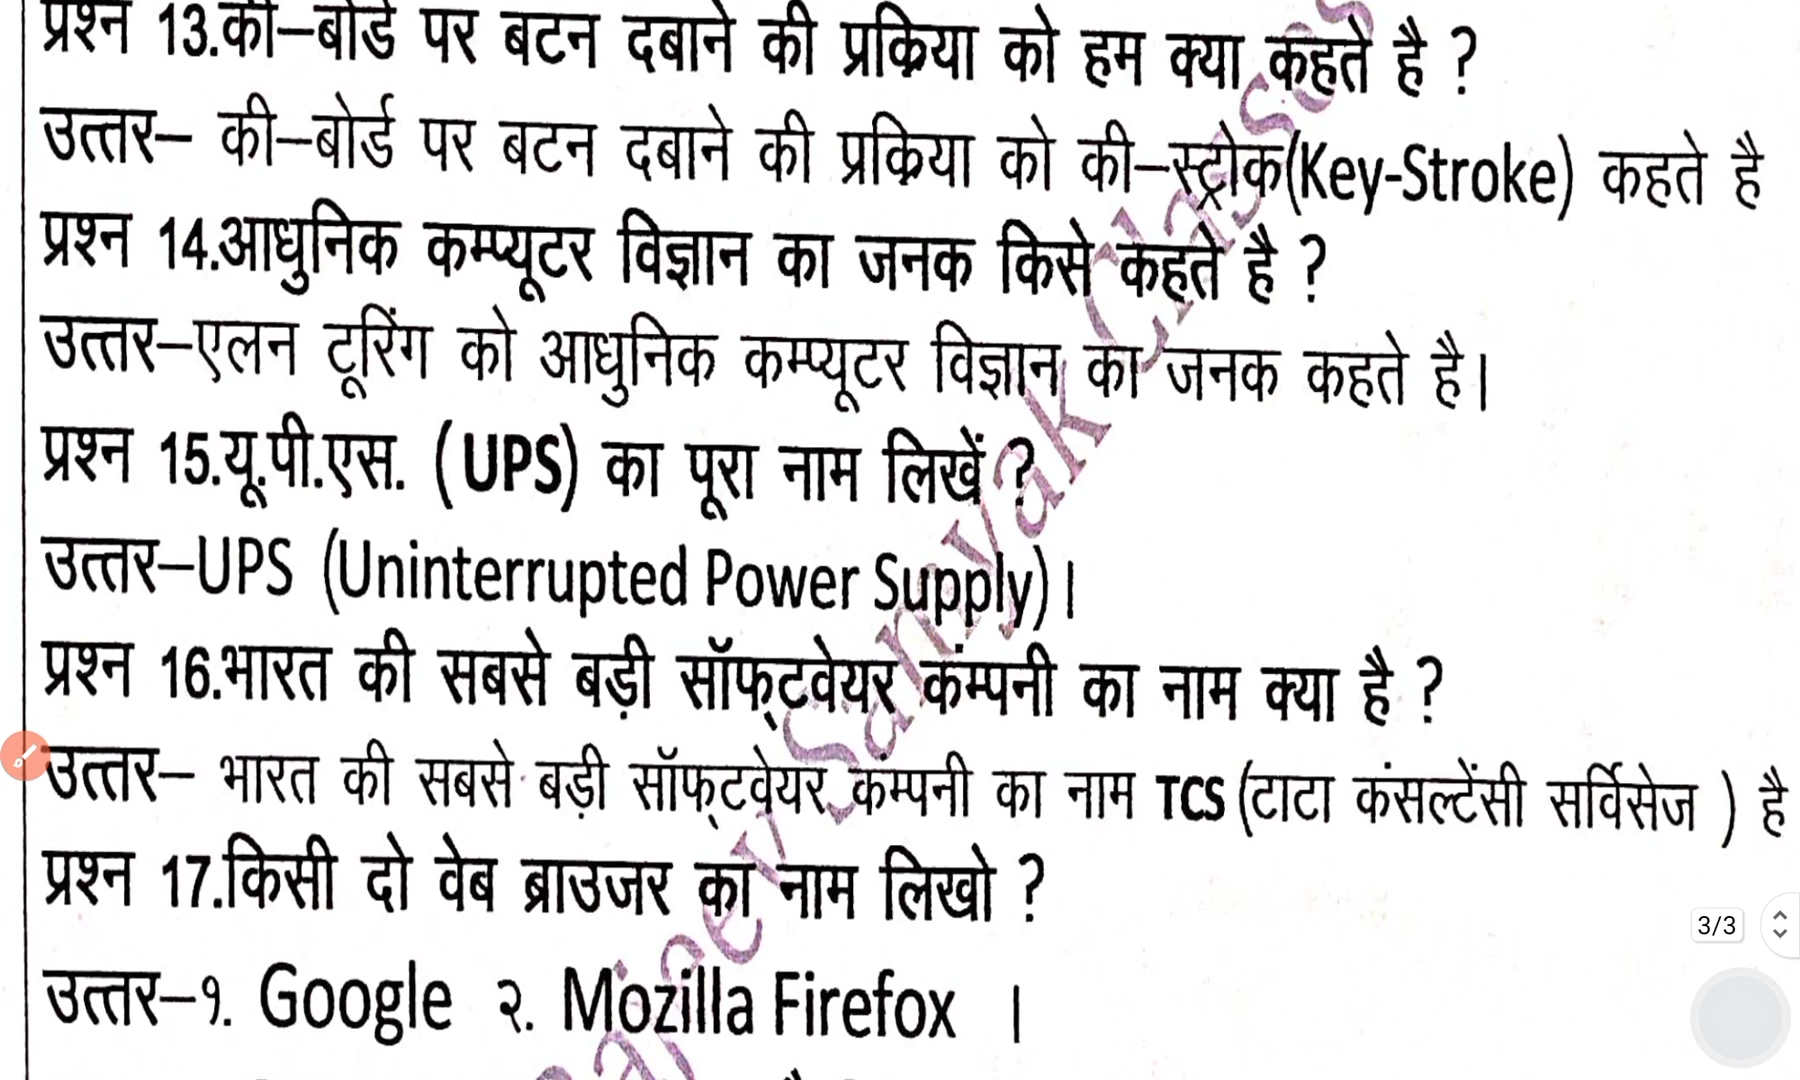 प्रश्न 13.की–बोर्ड पर बटन दबाने की प्रकिया को हम क्या कहते है ?
उत्तर– की–बोर्ड पर बटन दबाने की प्रकिया को की–स्ट्रोक(Key-Stroke) कहते है
प्रश्न 14.आधुनिक कम्प्यूटर विज्ञान का जनक किसे कहते है ?
उत्तर–एलन टूरिंग को आधुनिक कम्प्यूटर विज्ञान का जनक कहते है।
प्रश्न 15.यू.पी.एस. (UPS) का पूरा नाम लिखें ?
उत्तर–UPS (Uninterrupted Power Supply)।
प्रश्न 16.भारत की सबसे बड़ी सॉफ्टवेयर कंम्पनी का नाम क्या है ?
उत्तर– भारत की सबसे बड़ी सॉफ्टवेयर कंम्पनी का नाम TCS (टाटा कंसल्टेंसी सर्विसेज ) है
प्रश्न 17.किसी दो वेब ब्राउजर का नाम लिखो ?
3/3
उत्तर–१. Google २. Mozilla Firefox ।